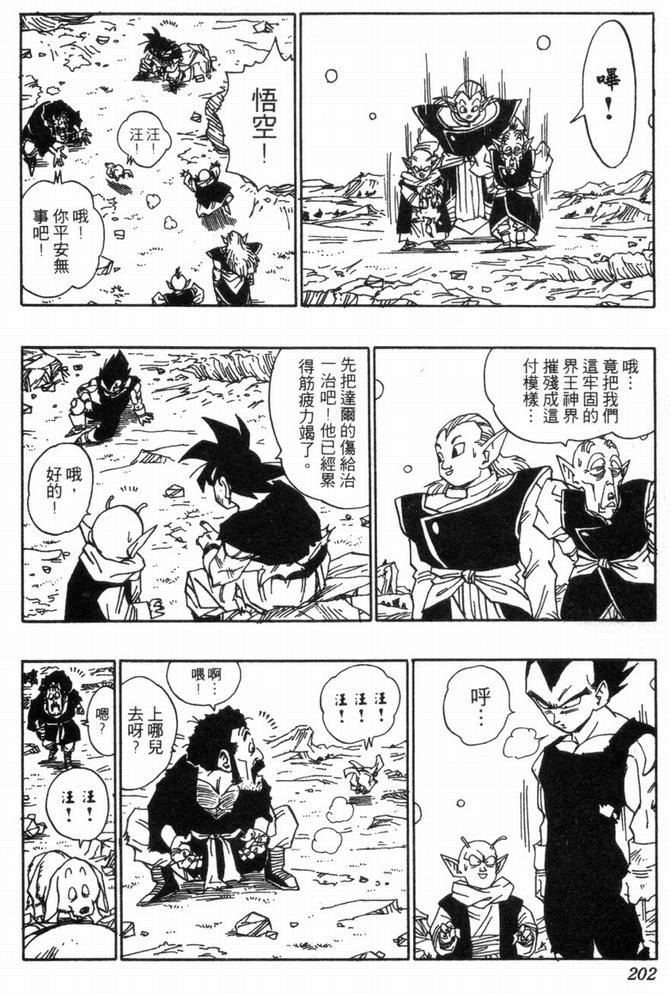 嗶！
悟空！
汪！
汪！
哦！
你平安無
事吧！
哦…
竟把我們
這牢固的
界王神界
摧殘成這
付模樣…
先把達爾的傷給治
一治吧！他已經累
得筋疲力竭了。
哦，
好的！
呼…
汪！
汪！
汪！
啊…
喂！
上哪兒
去呀？
嗯？
汪！
汪！
202